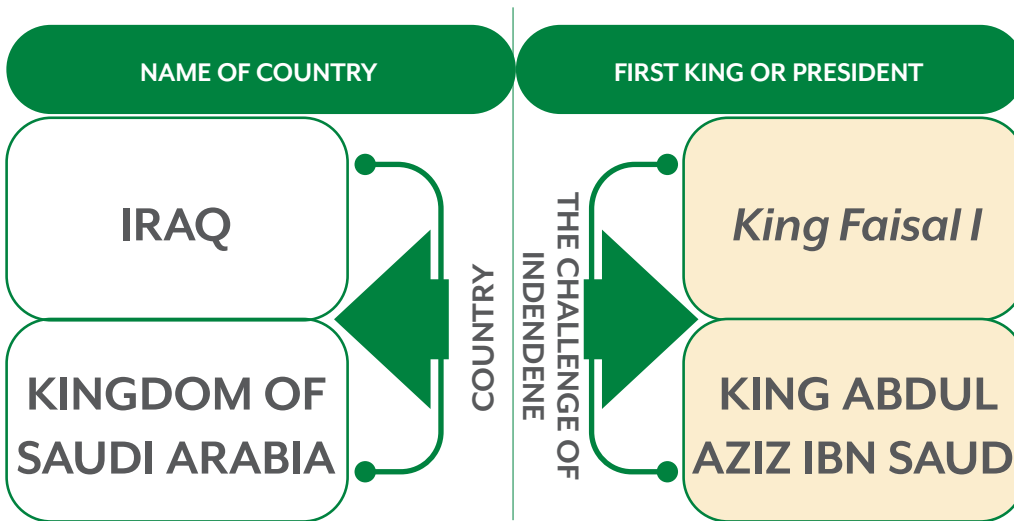 NAME OF COUNTRY
FIRST KING OR PRESIDENT
IRAQ
King Faisal I
COUNTRY
THE CHALLENGE OF
INDENDENE
KINGDOM OF
SAUDI ARABIA
KING ABDUL
AZIZ IBN SAUD